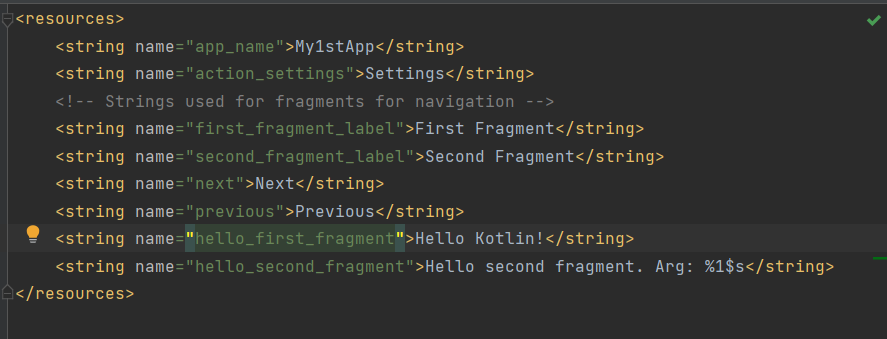 <resources>
    <string name="app_name">My1stApp</string>
    <string name="action_settings">Settings</string>
    <!-- Strings used for fragments for navigation -->
    <string name="first_fragment_label">First Fragment</string>
    <string name="second_fragment_label">Second Fragment</string>
    <string name="next">Next</string>
    <string name="previous">Previous</string>
    <string name="hello_first_fragment">Hello Kotlin!</string>
    <string name="hello_second_fragment">Hello second fragment. Arg: %1$s</string>
</resources>